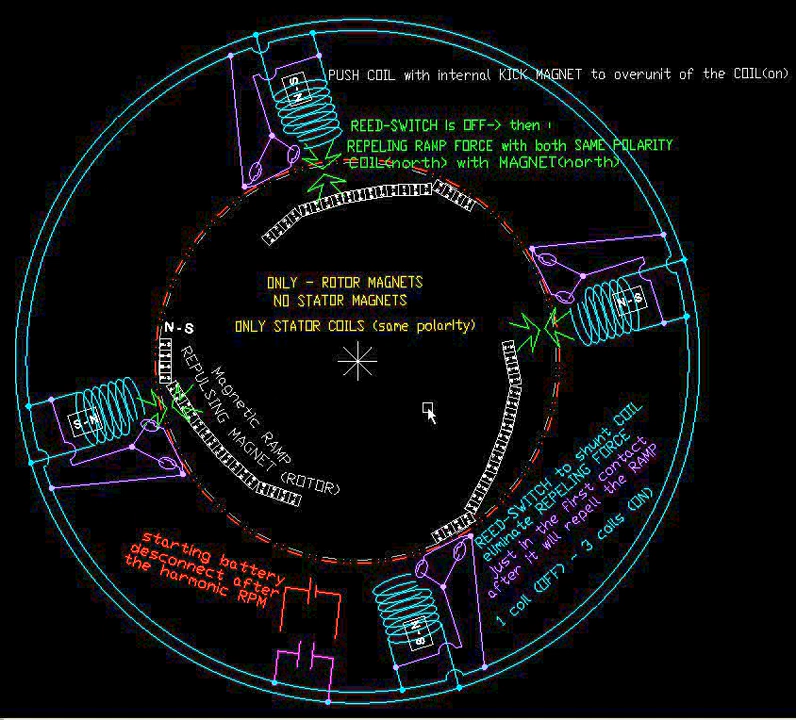 PUSH COIL with internal KICK MAGNET to overunit of the COIL(on)
S-N
REED-SWITCH is OFF-> then
REPELING RAMP FORCE with both SAME POLARITY
COIL(north) with MAGNET(north)
ONLY - ROTOR MAGNETS
NO STATOR MAGNETS
ONLY STATOR COILS (same polarity)
N-S
N-S
Magnetic RAMP
REPULSING MAGNET (ROTOR)
S-N
REED-SWITCH to shunt COIL
eliminate REPELING FORCE
Just in the first contact
after it will repell the RAMP
1 coil (OFF) - 3 coils (ON)
starting battery
desconnect after
the harmonic RPM
N-S